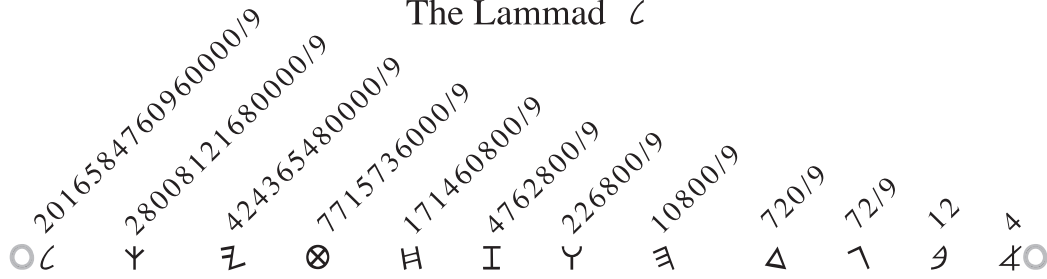 The Lammad 𐤋
2016584760960000/9 28008121680000/9 424365480000/9 7715736000/9 171460800/9 4762800/9 226800/9 10800/9 720/9 72/9 12 4
𐤋 𐤊 𐤉 𐤈 𐤇 𐤆 𐤅 𐤄 𐤃 𐤂 𐤁 𐤀